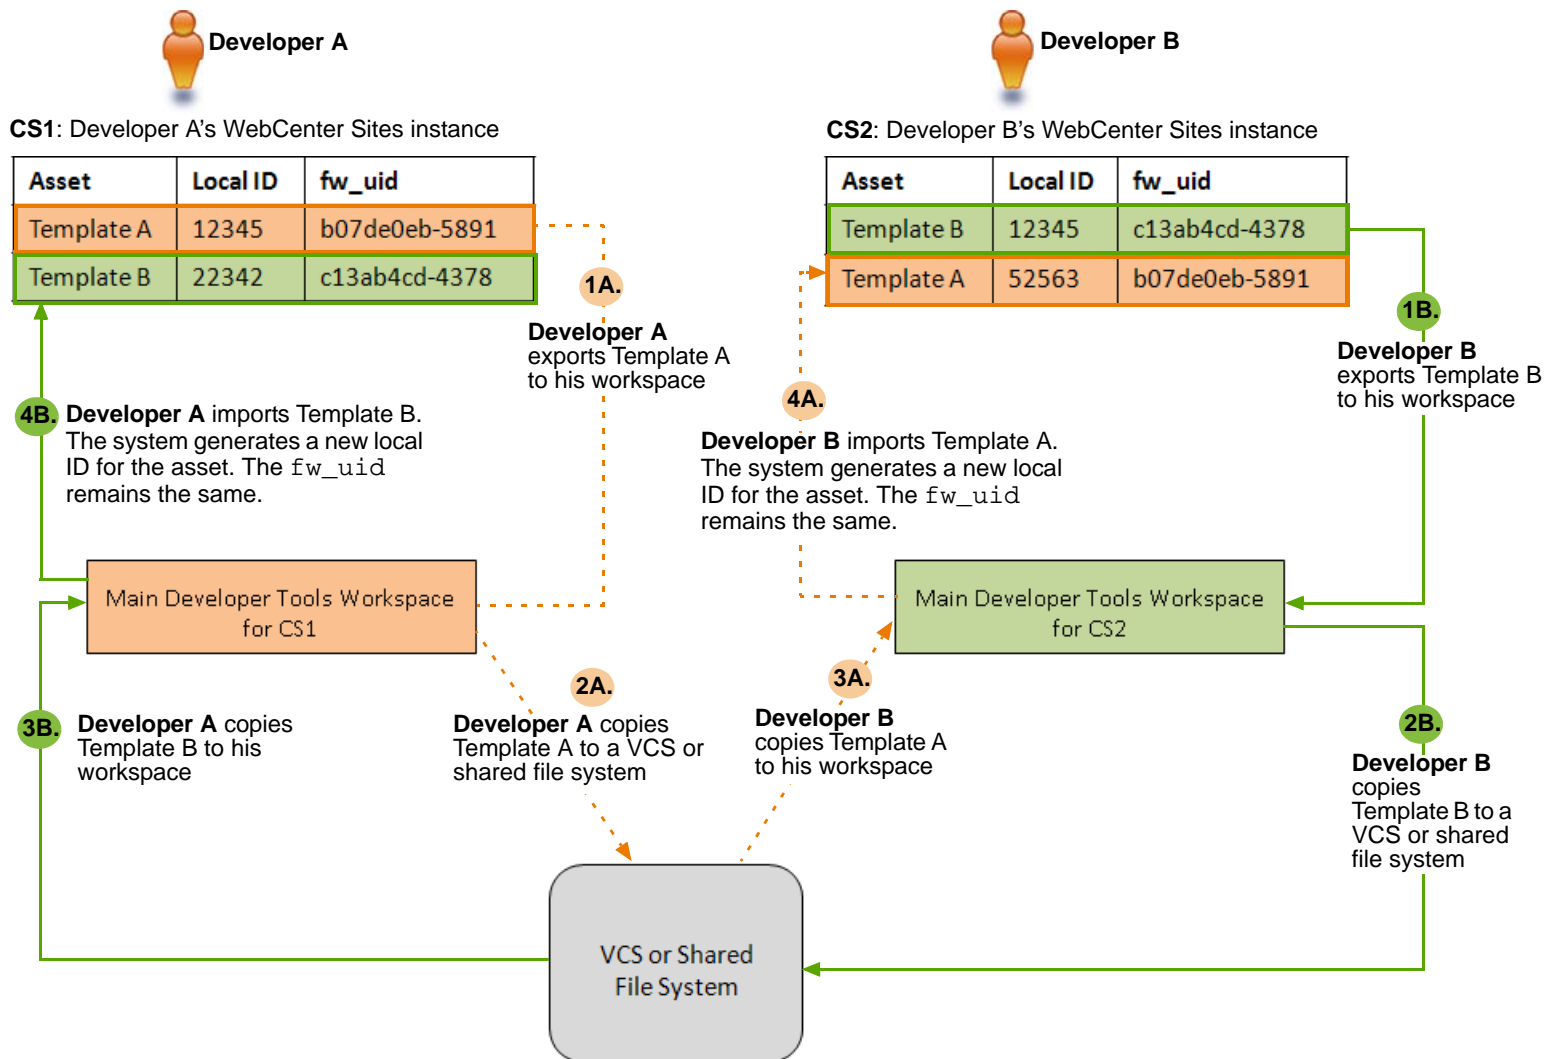 Developer A
Developer B
CS1: Developer A's WebCenter Sites instance
Asset Local ID fw_uid
Template A 12345 b07de0eb-5891
Template B 22342 c13ab4cd-4378
CS2: Developer B's WebCenter Sites instance
Asset Local ID fw_uid
Template B 12345 c13ab4cd-4378
Template A 52563 b07de0eb-5891
1A.
Developer A
exports Template A
to his workspace
1B.
Developer B
exports Template B
to his workspace
4B.
Developer A imports Template B.
The system generates a new local
ID for the asset. The fw_uid
remains the same.
4A.
Developer B imports Template A.
The system generates a new local
ID for the asset. The fw_uid
remains the same.
Main Developer Tools Workspace
for CS1
Main Developer Tools Workspace
for CS2
3B.
Developer A copies
Template B to his
workspace
2A.
Developer A copies
Template A to a VCS or
shared file system
3A.
Developer B
copies Template A
to his workspace
2B.
Developer B
copies
Template B to a
VCS or shared
file system
VCS or Shared
File System